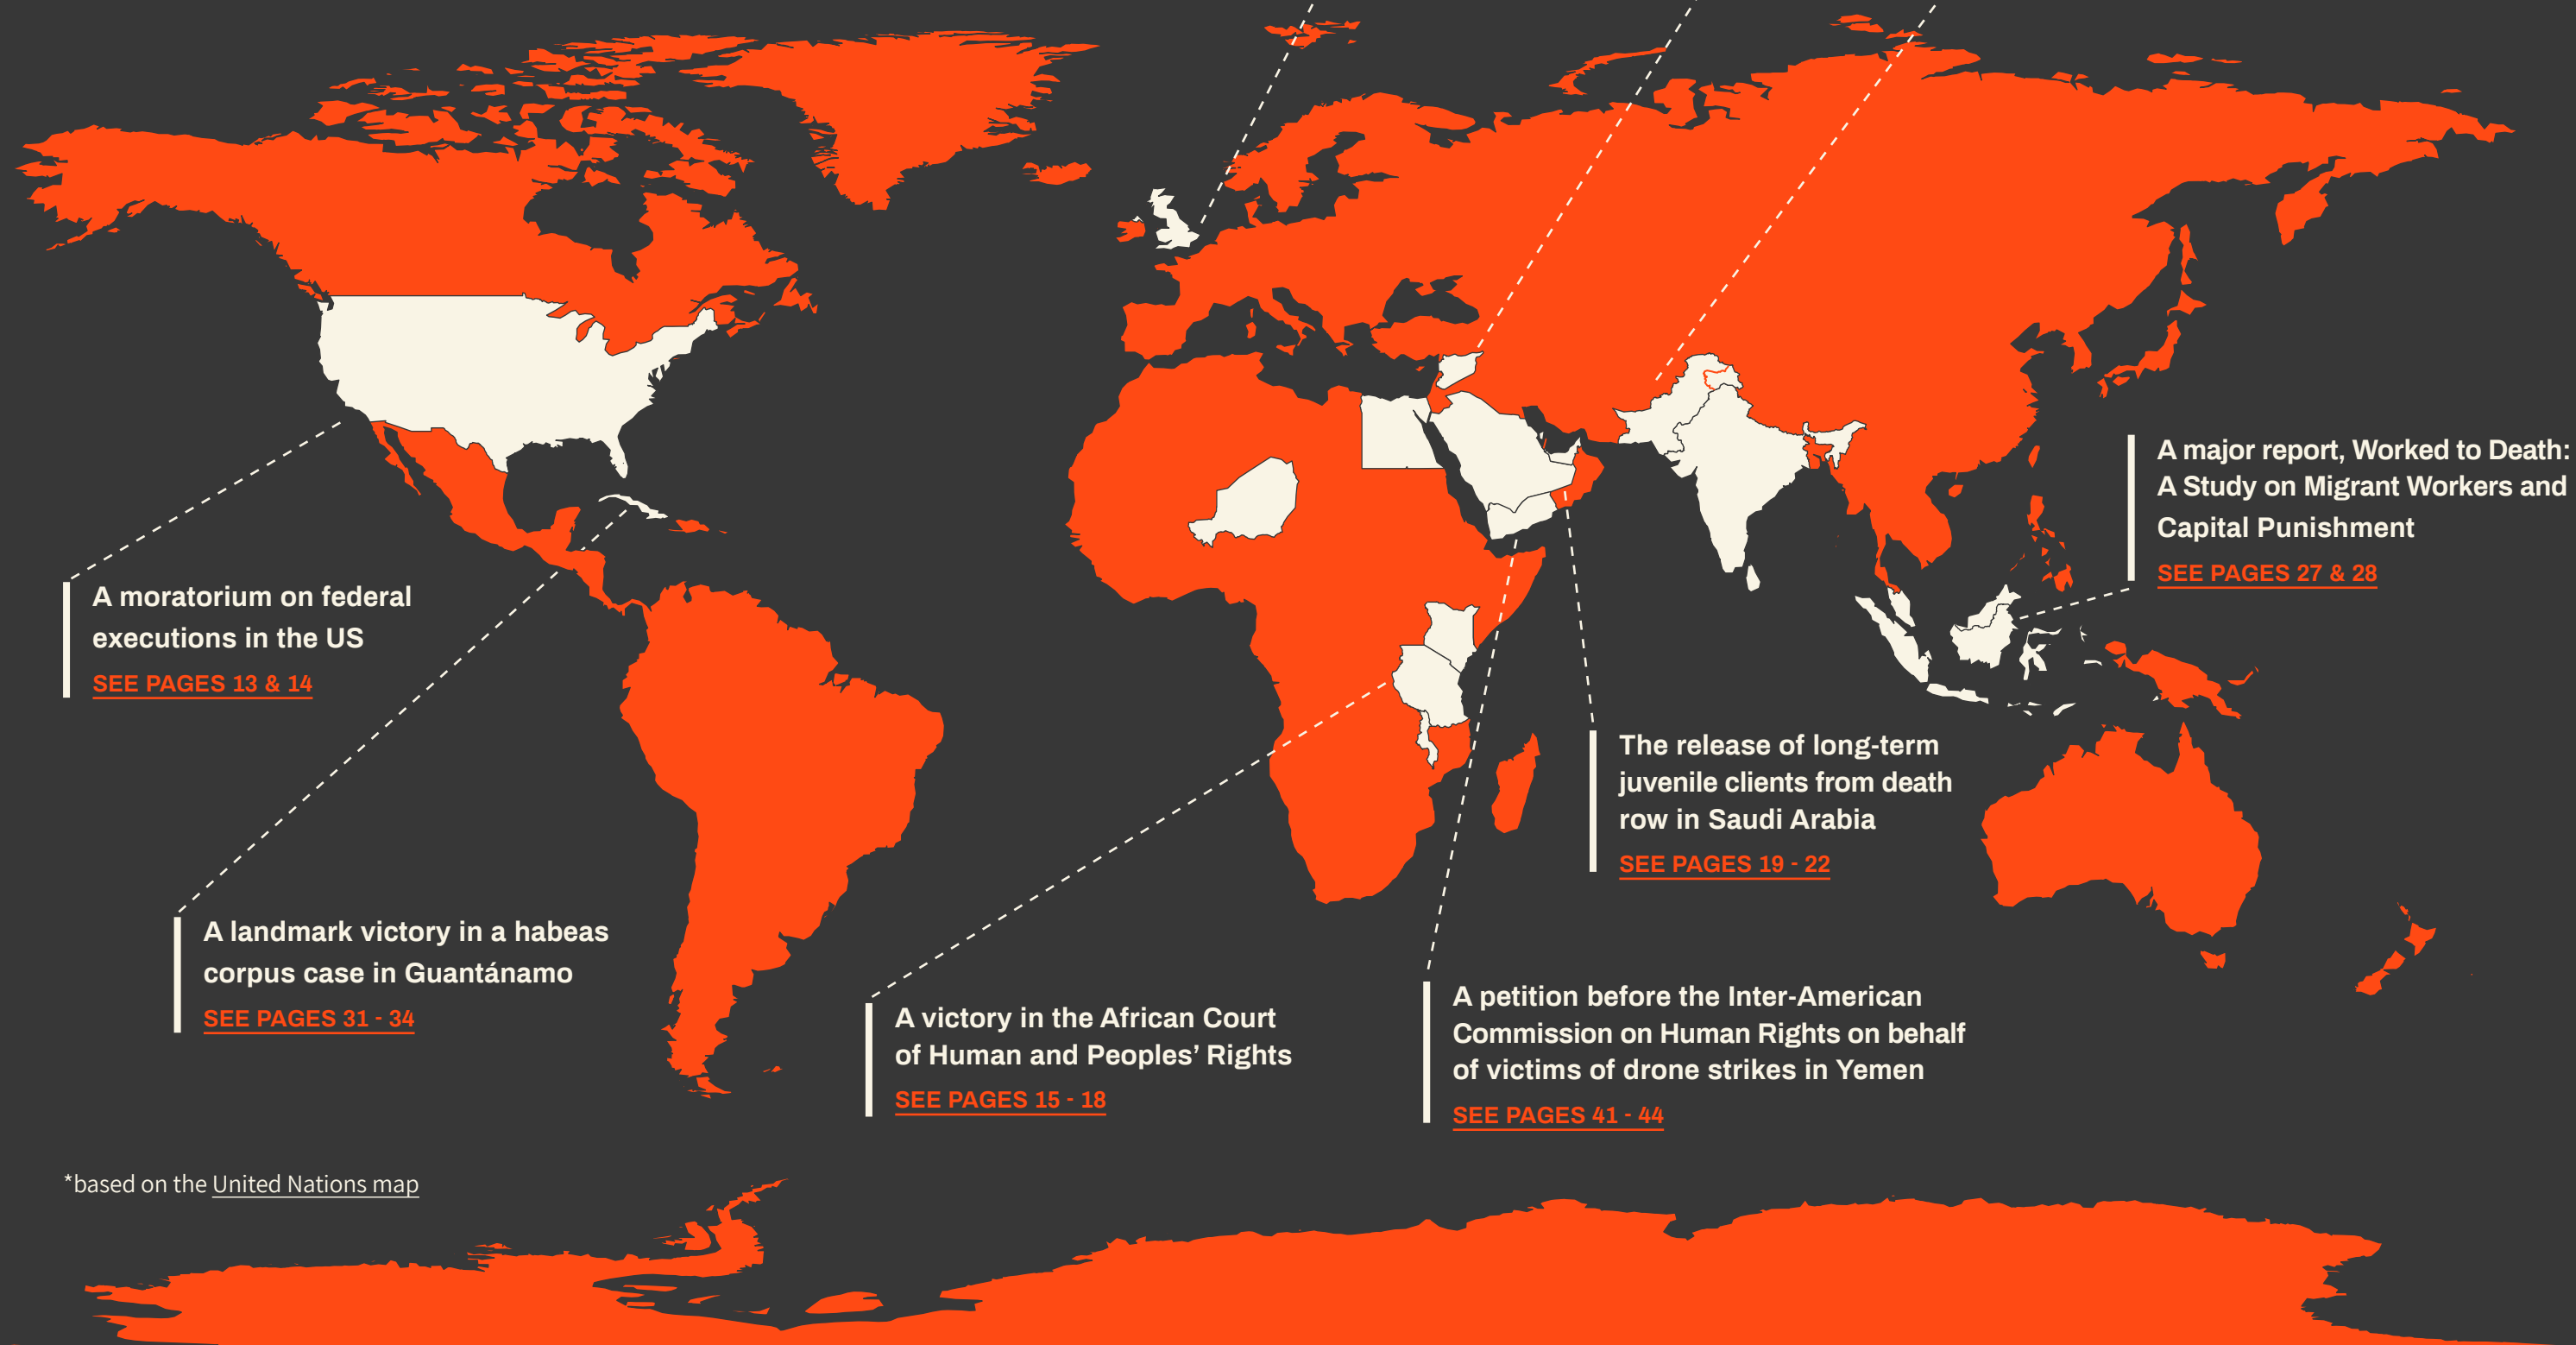 A major report, Worked to Death:
A Study on Migrant Workers and
Capital Punishment
SEE PAGES 27 & 28
A moratorium on federal
executions in the US
SEE PAGES 13 & 14
The release of long-term
juvenile clients from death
row in Saudi Arabia
SEE PAGES 19 - 22
A landmark victory in a habeas
corpus case in Guantánamo
SEE PAGES 31 - 34
A victory in the African Court
of Human and Peoples’ Rights
SEE PAGES 15 - 18
A petition before the Inter-American
Commission on Human Rights on behalf
of victims of drone strikes in Yemen
SEE PAGES 41 - 44
*based on the United Nations map